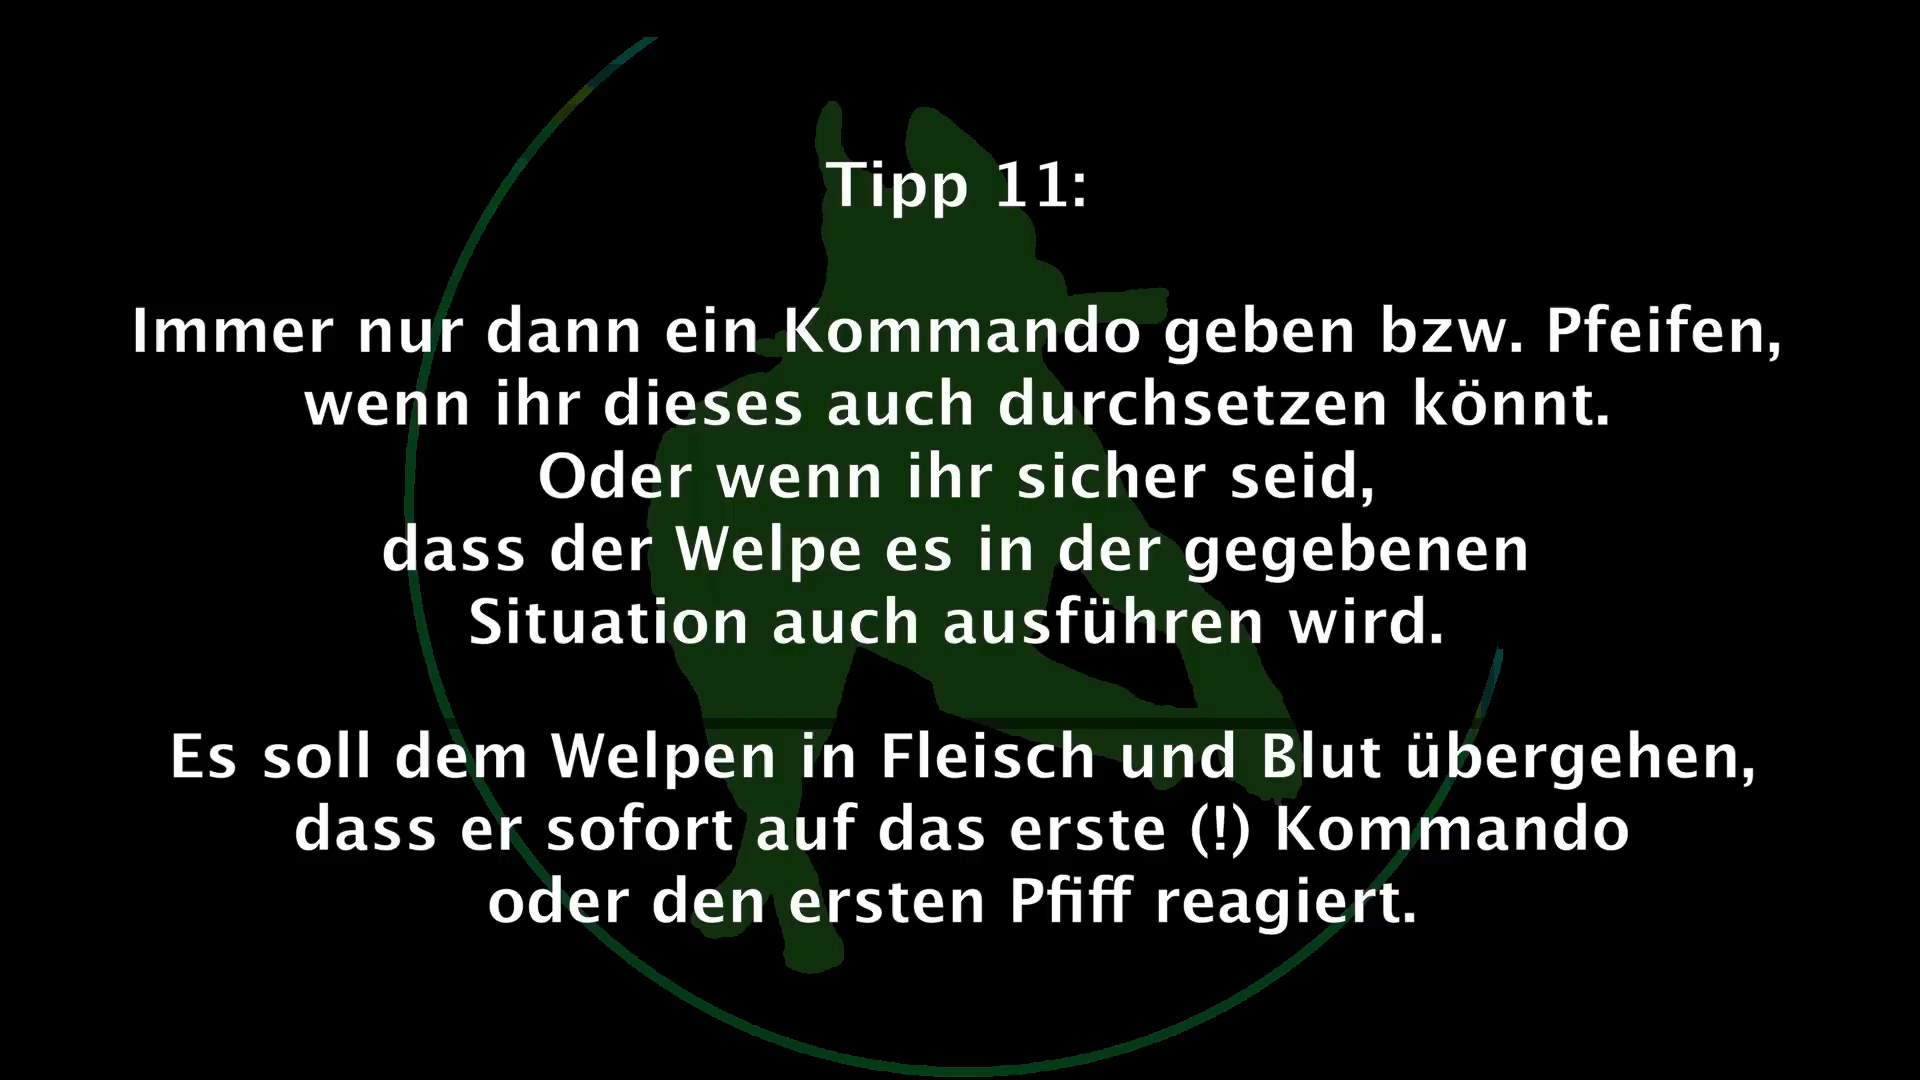 Tipp 11:
Immer nur dann ein Kommando geben bzw. Pfeifen,
wenn ihr dieses auch durchsetzen könnt.
Oder wenn ihr sicher seid,
dass der Welpe es in der gegebenen
Situation auch ausführen wird.
Es soll dem Welpen in Fleisch und Blut übergehen,
dass er sofort auf das erste (!) Kommando
oder den ersten Pfiff reagiert.